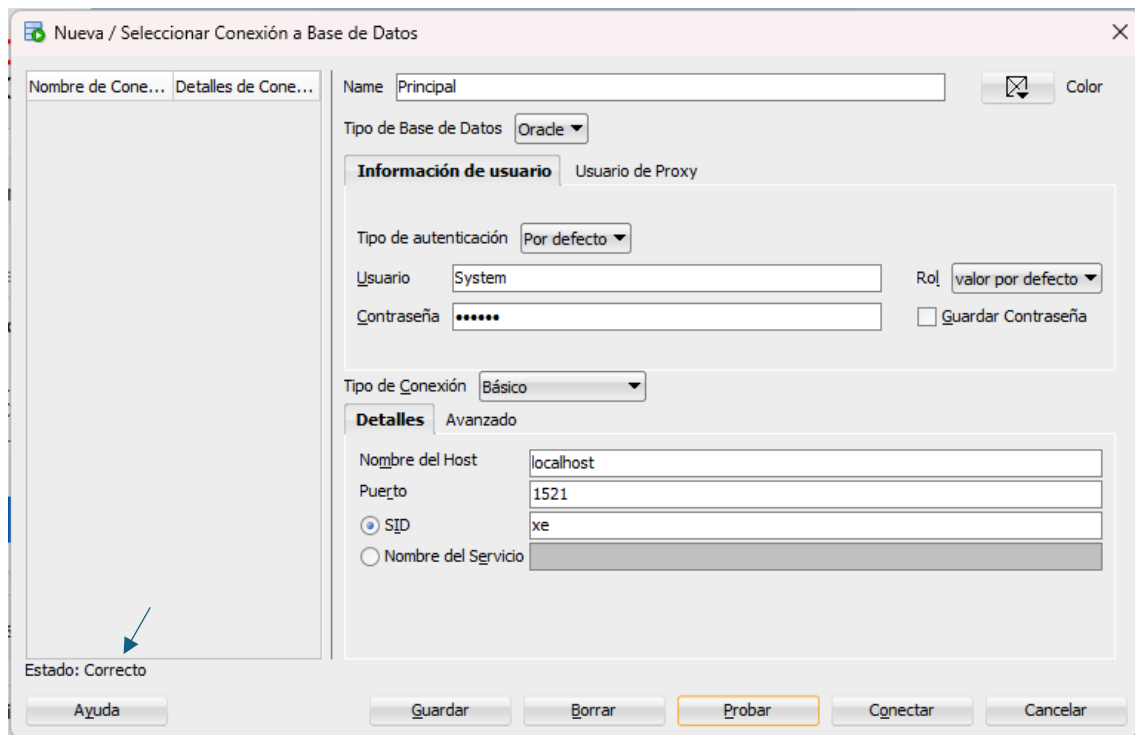 Nueva / Seleccionar Conexión a Base de Datos
Nombre de Cone... Detalles de Cone...
Name Principal Color
Tipo de Base de Datos Oracle
Información de usuario Usuario de Proxy
Tipo de autenticación Por defecto
Usuario System Rol valor por defecto
Contraseña •••••• Guardar Contraseña
Tipo de Conexión Básico
Detalles Avanzado
Nombre del Host localhost
Puerto 1521
SID xe
Nombre del Servicio
Estado: Correcto
Ayuda Guardar Borrar Probar Conectar Cancelar